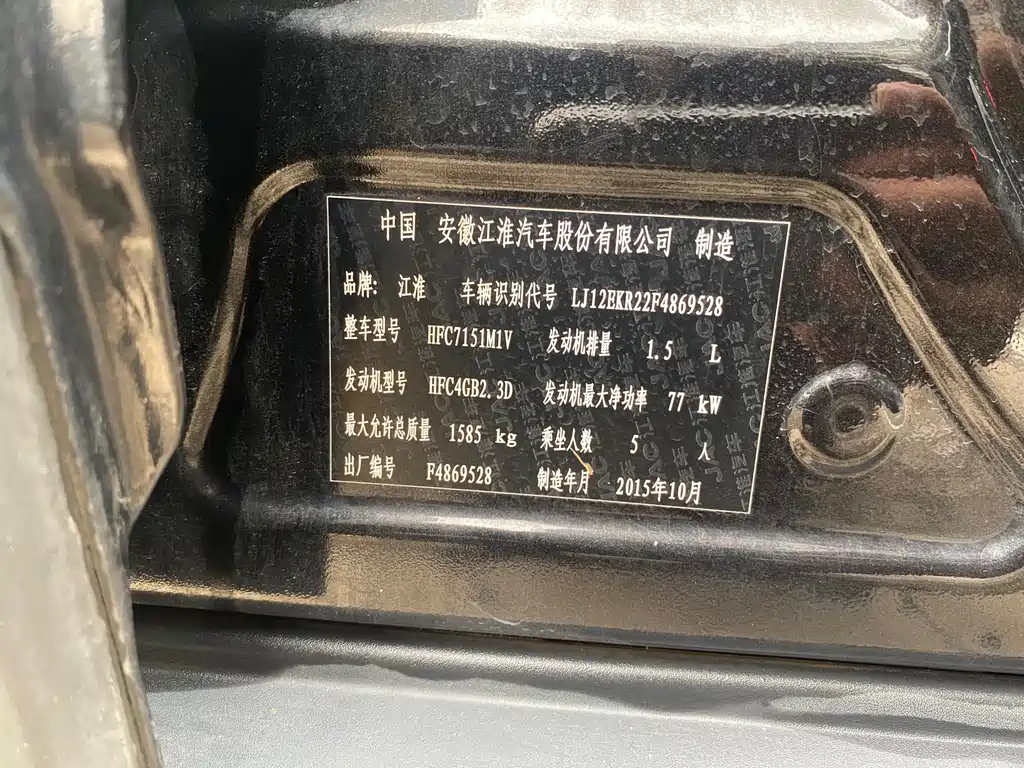 中国 安徽江淮汽车股份有限公司 制造
品牌: 江淮 车辆识别代号 LJ12EKR22F4869528
整车型号 HFC7151M1V 发动机排量 1.5 L
发动机型号 HFC4GB2.3D 发动机最大净功率 77 kW
最大允许总质量 1585 kg 乘坐人数 5 人
出厂编号 F4869528 制造年月 2015年10月